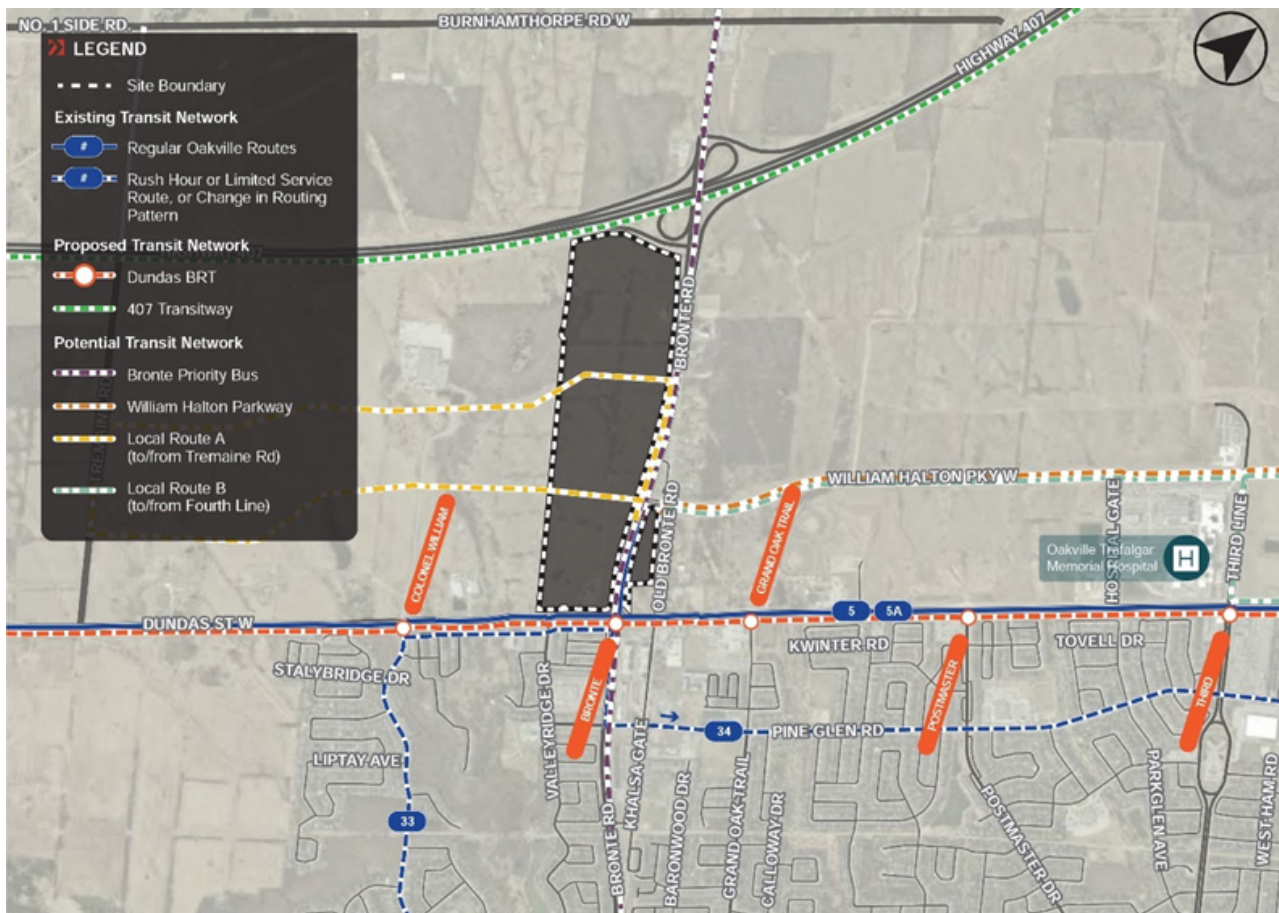 NO. 1 SIDE RD.
BURNHAMTHORPE RD W
HIGHWAY 407
LEGEND
Site Boundary
Existing Transit Network
# Regular Oakville Routes
# Rush Hour or Limited Service
Route, or Change in Routing
Pattern
Proposed Transit Network
Dundas BRT
407 Transitway
Potential Transit Network
Bronte Priority Bus
William Halton Parkway
Local Route A
(to/from Tremaine Rd)
Local Route B
(to/from Fourth Line)
TREMAINE RD
BRONTE RD
WILLIAM HALTON PKY W
OLD BRONTE RD
COLONEL WILLIAM
GRAND OAK TRAIL
HOSPITAL GATE
THIRD LINE
Oakville Trafalgar
Memorial Hospital
H
DUNDAS ST W
5
5A
KWINTER RD
TOVELL DR
STALYBRIDGE DR
VALLEYRIDGE DR
BRONTE
POSTMASTER
THIRD
34
PINE GLEN RD
LIPTAY AVE
KHALSA GATE
33
BRONTE RD
BARONWOOD DR
GRAND OAK TRAIL
CALLOWAY DR
POSTMASTER DR
PARKGLEN AVE
WEST HAM RD